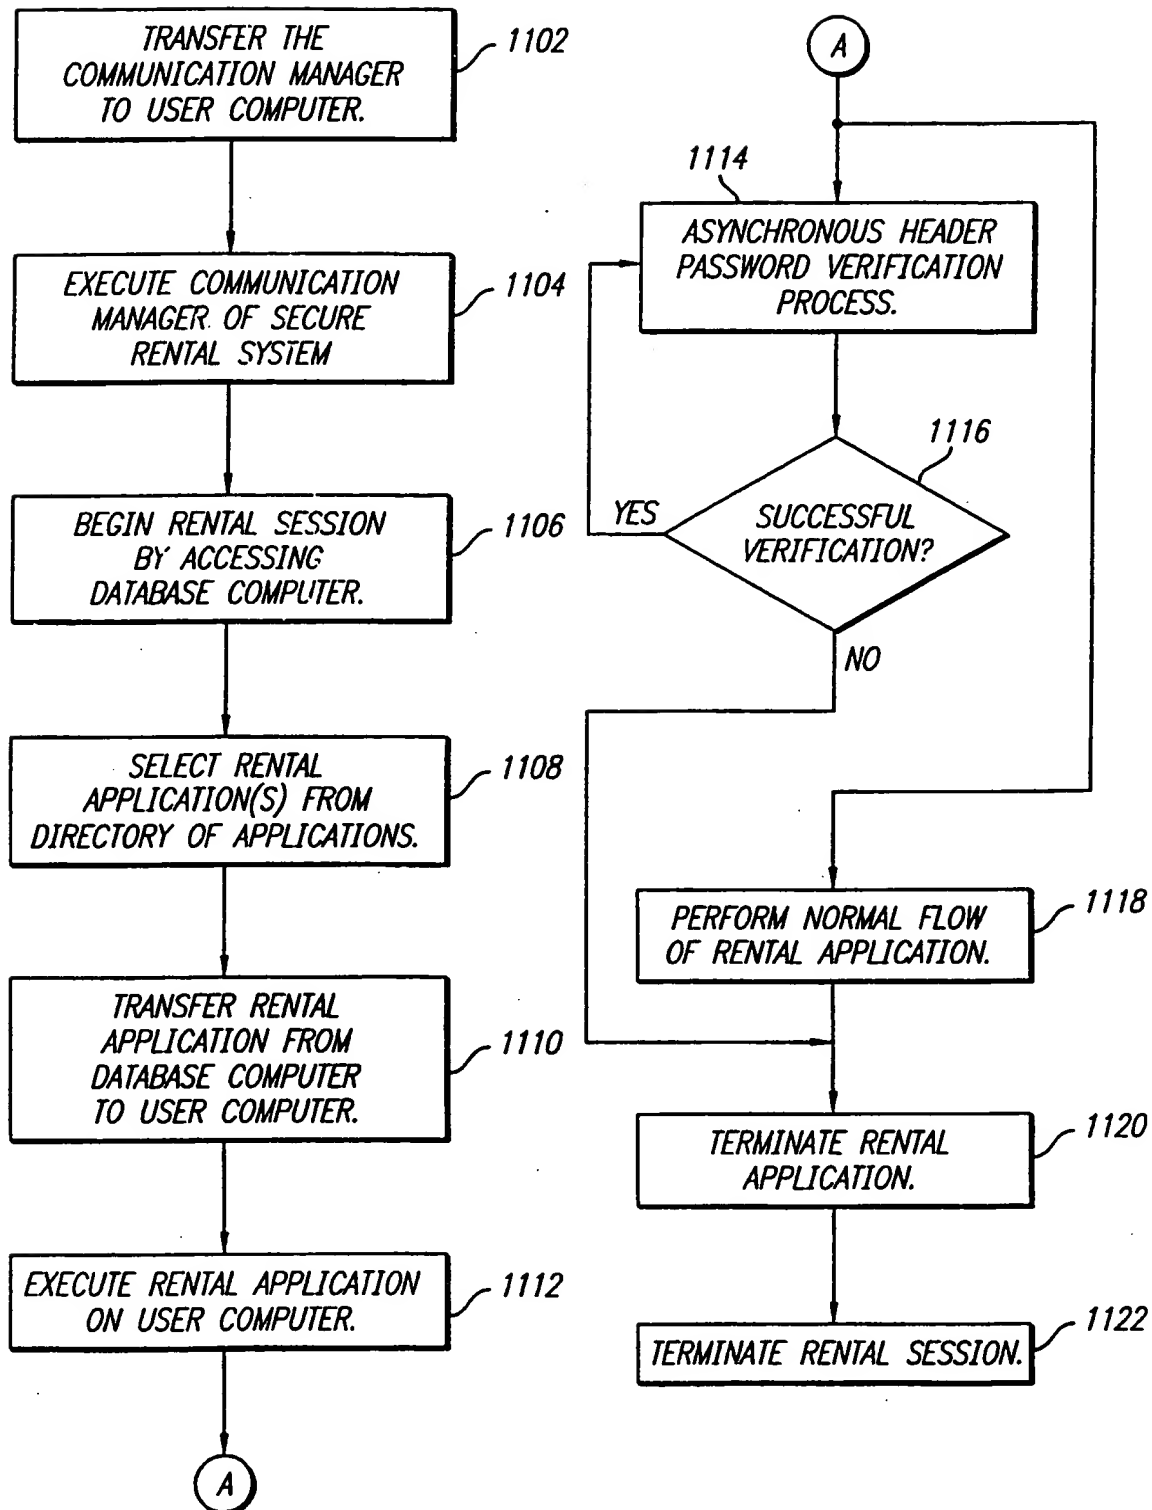 TRANSFER THE
COMMUNICATION MANAGER
TO USER COMPUTER.
1102
EXECUTE COMMUNICATION
MANAGER OF SECURE
RENTAL SYSTEM
1104
BEGIN RENTAL SESSION
BY ACCESSING
DATABASE COMPUTER.
1106
SELECT RENTAL
APPLICATION(S) FROM
DIRECTORY OF APPLICATIONS.
1108
TRANSFER RENTAL
APPLICATION FROM
DATABASE COMPUTER
TO USER COMPUTER.
1110
EXECUTE RENTAL APPLICATION
ON USER COMPUTER.
1112
A
A
1114
ASYNCHRONOUS HEADER
PASSWORD VERIFICATION
PROCESS.
1116
SUCCESSFUL
VERIFICATION?
YES
NO
PERFORM NORMAL FLOW
OF RENTAL APPLICATION.
1118
TERMINATE RENTAL
APPLICATION.
1120
TERMINATE RENTAL SESSION.
1122